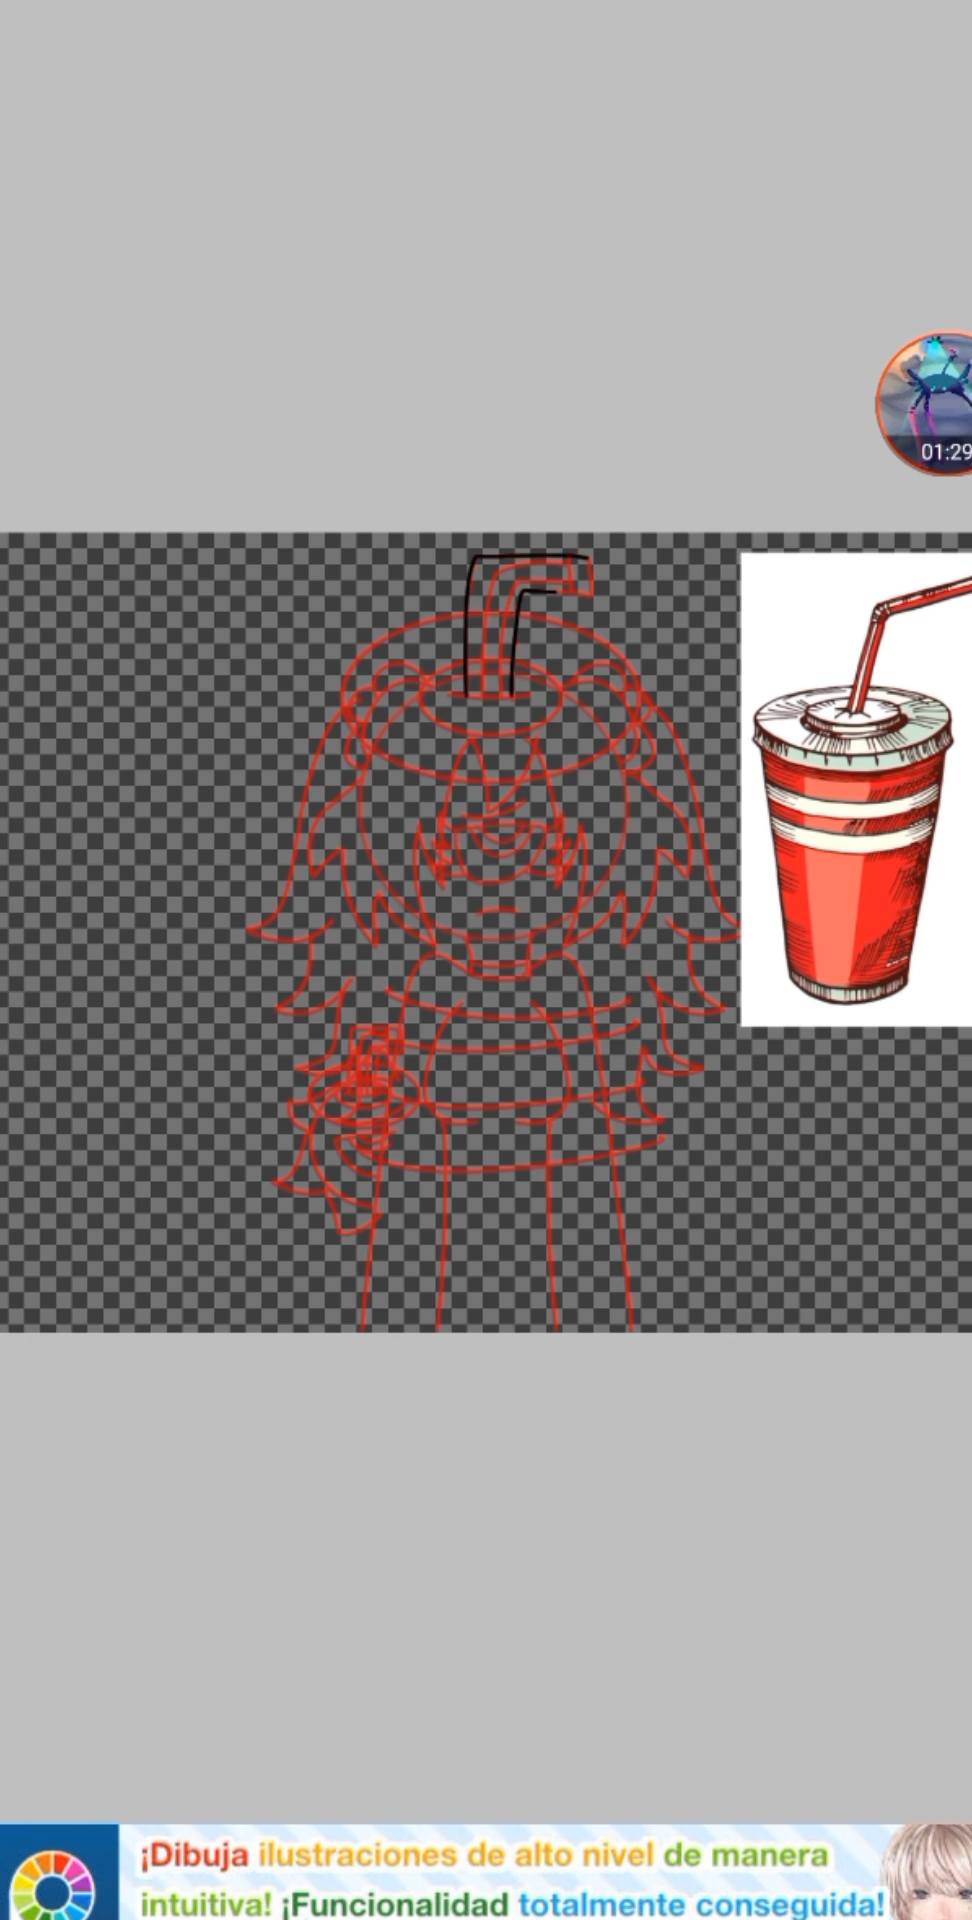 01:29
¡Dibuja ilustraciones de alto nivel de manera
intuitiva! ¡Funcionalidad totalmente conseguida!